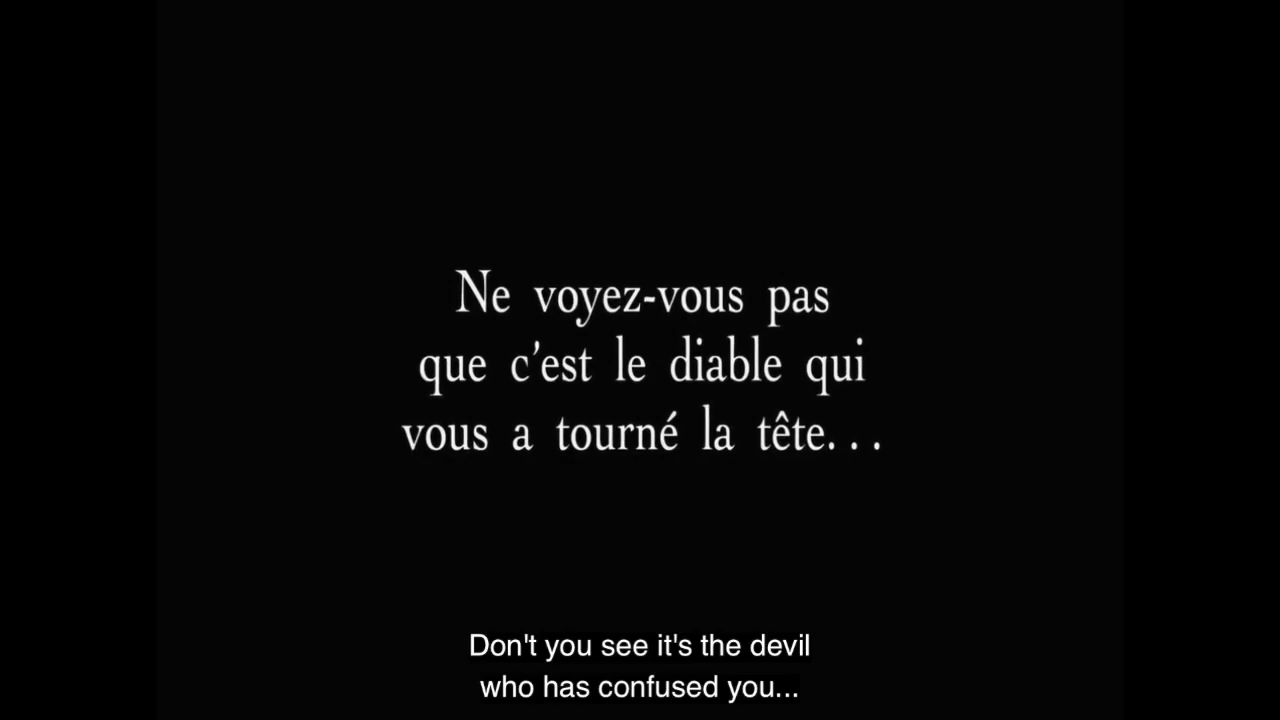 Ne voyez-vous pas
que c’est le diable qui
vous a tourné la tête. . .
Don't you see it's the devil
who has confused you...